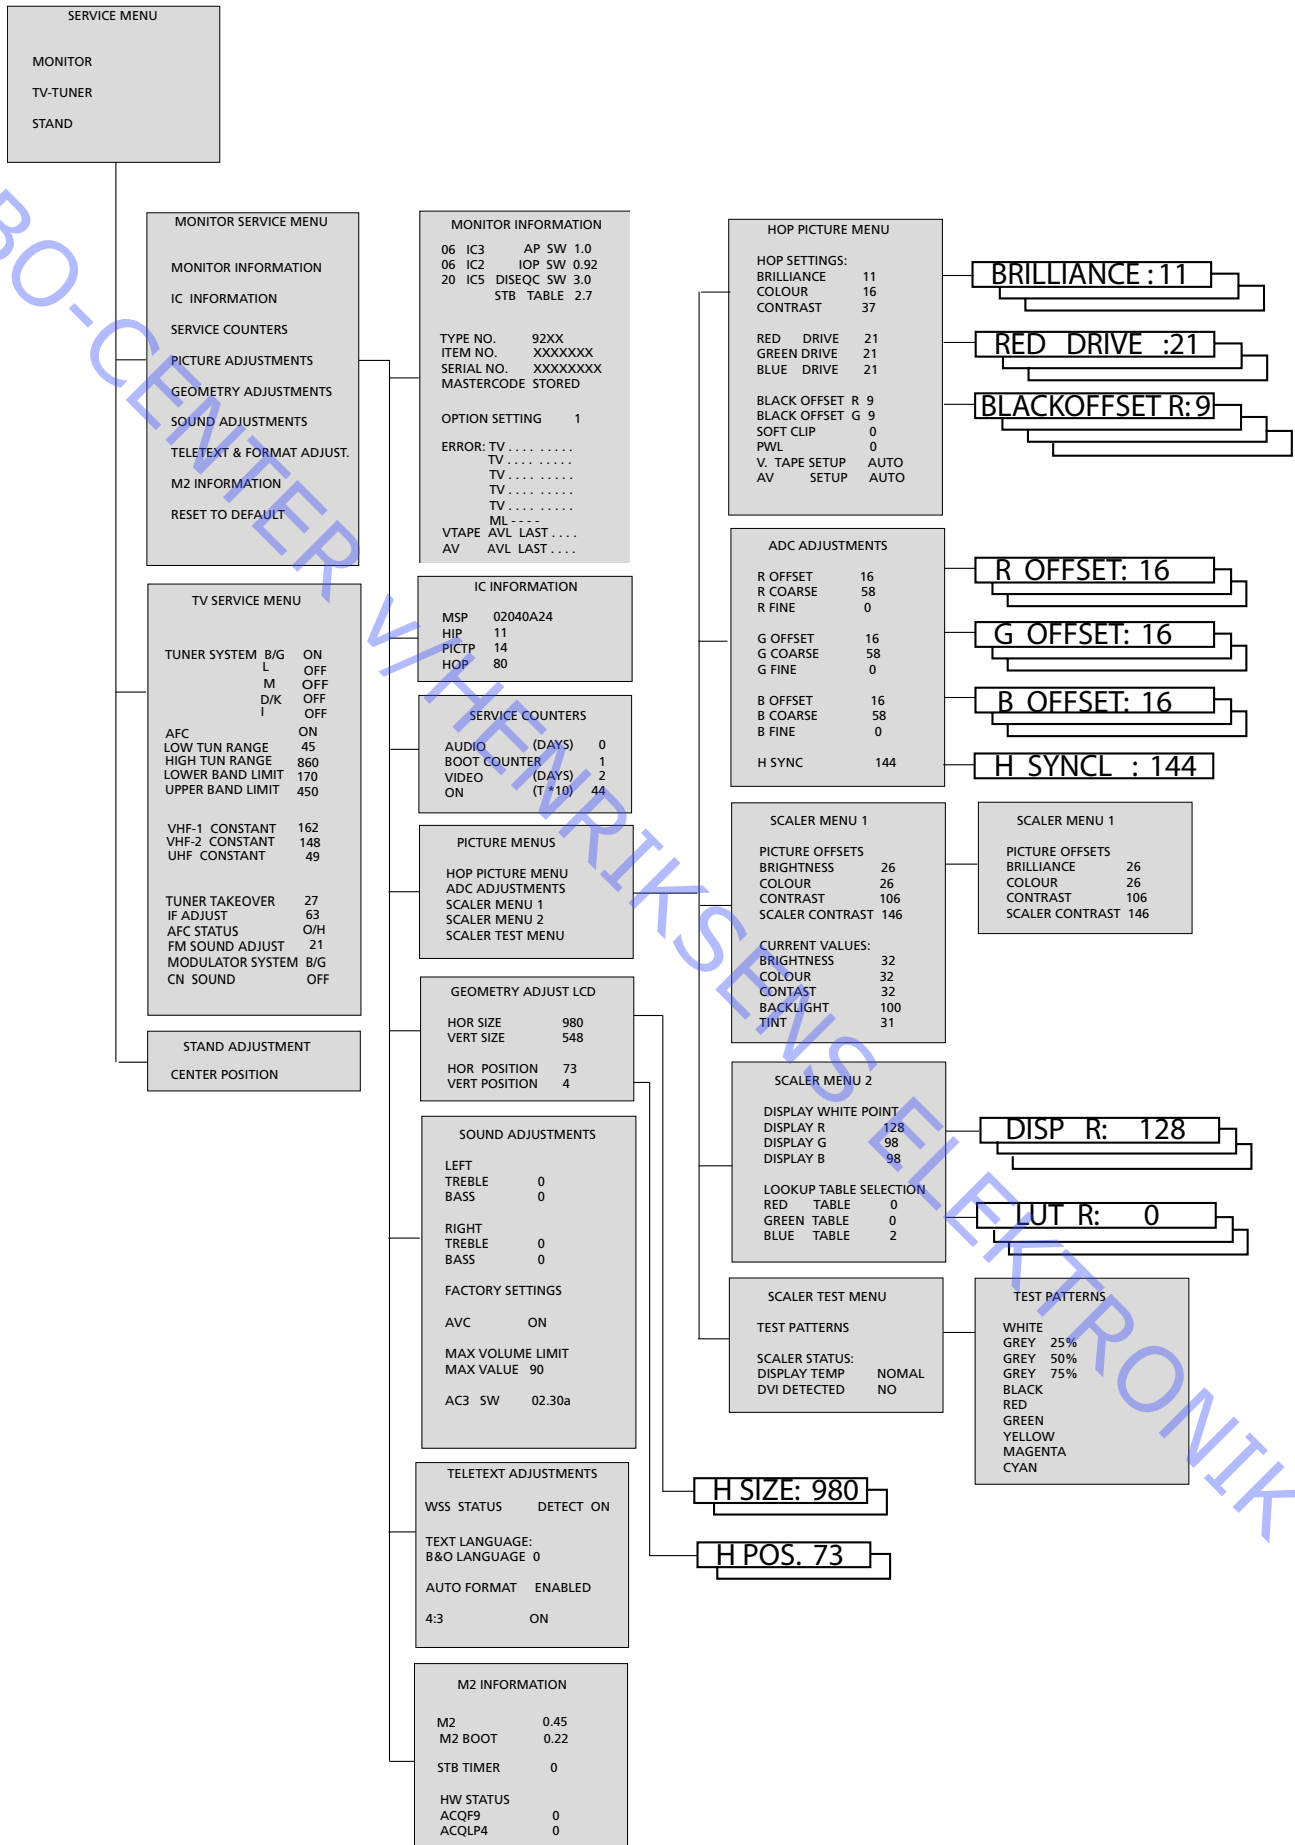 SERVICE MENU
MONITOR
TV-TUNER
STAND
MONITOR SERVICE MENU
MONITOR INFORMATION
IC INFORMATION
SERVICE COUNTERS
PICTURE ADJUSTMENTS
GEOMETRY ADJUSTMENTS
SOUND ADJUSTMENTS
TELETEXT & FORMAT ADJUST.
M2 INFORMATION
RESET TO DEFAULT
TV SERVICE MENU
TUNER SYSTEM B/G ON
L OFF
M OFF
D/K OFF
I OFF
AFC ON
LOW TUN RANGE 45
HIGH TUN RANGE 860
LOWER BAND LIMIT 170
UPPER BAND LIMIT 450
VHF-1 CONSTANT 162
VHF-2 CONSTANT 148
UHF CONSTANT 49
TUNER TAKEOVER 27
IF ADJUST 63
AFC STATUS O/H
FM SOUND ADJUST 21
MODULATOR SYSTEM B/G
CN SOUND OFF
STAND ADJUSTMENT
CENTER POSITION
MONITOR INFORMATION
06 IC3 AP SW 1.0
06 IC2 IOP SW 0.92
20 IC5 DISEQC SW 3.0
STB TABLE 2.7
TYPE NO. 92XX
ITEM NO. XXXXXXX
SERIAL NO. XXXXXXXX
MASTERCODE STORED
OPTION SETTING 1
ERROR: TV . . . . . . . . .
TV . . . . . . . . .
TV . . . . . . . . .
TV . . . . . . . . .
TV . . . . . . . . .
ML - - - -
VTAPE AVL LAST . . . .
AV AVL LAST . . . .
IC INFORMATION
MSP 02040A24
HIP 11
PICTP 14
HOP 80
SERVICE COUNTERS
AUDIO (DAYS) 0
BOOT COUNTER 1
VIDEO (DAYS) 2
ON (T *10) 44
PICTURE MENUS
HOP PICTURE MENU
ADC ADJUSTMENTS
SCALER MENU 1
SCALER MENU 2
SCALER TEST MENU
GEOMETRY ADJUST LCD
HOR SIZE 980
VERT SIZE 548
HOR POSITION 73
VERT POSITION 4
SOUND ADJUSTMENTS
LEFT
TREBLE 0
BASS 0
RIGHT
TREBLE 0
BASS 0
FACTORY SETTINGS
AVC ON
MAX VOLUME LIMIT
MAX VALUE 90
AC3 SW 02.30a
TELETEXT ADJUSTMENTS
WSS STATUS DETECT ON
TEXT LANGUAGE:
B&O LANGUAGE 0
AUTO FORMAT ENABLED
4:3 ON
M2 INFORMATION
M2 0.45
M2 BOOT 0.22
STB TIMER 0
HW STATUS
ACQF9 0
ACQLP4 0
HOP PICTURE MENU
HOP SETTINGS:
BRILLIANCE 11
COLOUR 16
CONTRAST 37
RED DRIVE 21
GREEN DRIVE 21
BLUE DRIVE 21
BLACK OFFSET R 9
BLACK OFFSET G 9
SOFT CLIP 0
PWL 0
V. TAPE SETUP AUTO
AV SETUP AUTO
BRILLIANCE : 11
RED DRIVE :21
BLACKOFFSET R: 9
ADC ADJUSTMENTS
R OFFSET 16
R COARSE 58
R FINE 0
G OFFSET 16
G COARSE 58
G FINE 0
B OFFSET 16
B COARSE 58
B FINE 0
H SYNC 144
R OFFSET: 16
G OFFSET: 16
B OFFSET: 16
H SYNCL : 144
SCALER MENU 1
PICTURE OFFSETS
BRIGHTNESS 26
COLOUR 26
CONTRAST 106
SCALER CONTRAST 146
CURRENT VALUES:
BRIGHTNESS 32
COLOUR 32
CONTAST 32
BACKLIGHT 100
TINT 31
SCALER MENU 1
PICTURE OFFSETS
BRILLIANCE 26
COLOUR 26
CONTRAST 106
SCALER CONTRAST 146
SCALER MENU 2
DISPLAY WHITE POINT
DISPLAY R 128
DISPLAY G 98
DISPLAY B 98
LOOKUP TABLE SELECTION
RED TABLE 0
GREEN TABLE 0
BLUE TABLE 2
DISP R: 128
LUT R: 0
SCALER TEST MENU
TEST PATTERNS
SCALER STATUS:
DISPLAY TEMP NOMAL
DVI DETECTED NO
TEST PATTERNS
WHITE
GREY 25%
GREY 50%
GREY 75%
BLACK
RED
GREEN
YELLOW
MAGENTA
CYAN
H SIZE: 980
H POS. 73
BO-CENTER v/HENRIKSENS ELEKTRONIK